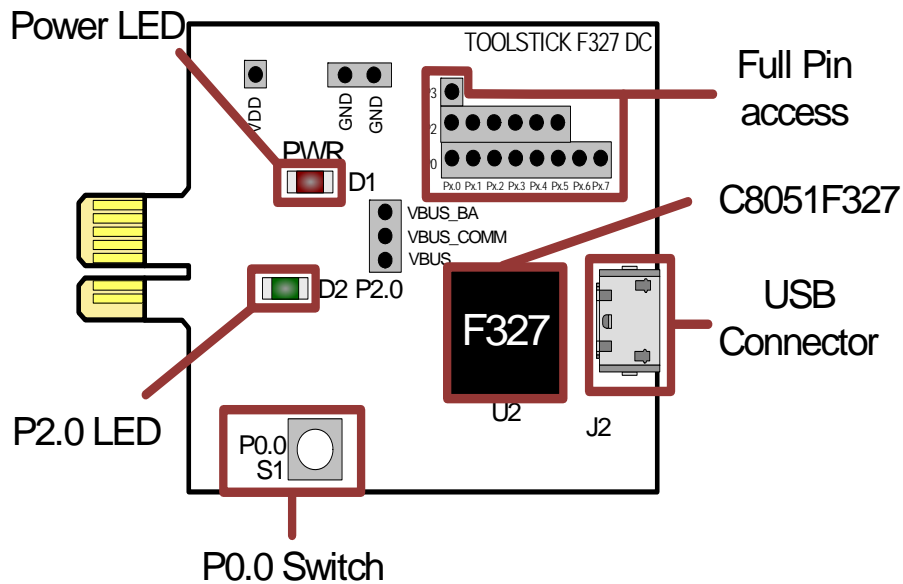 Power LED
TOOLSTICK F327 DC
Full Pin
access
VDD
GND
GND
3
2
0
Px.0 Px.1 Px.2 Px.3 Px.4 Px.5 Px.6 Px.7
PWR
D1
C8051F327
VBUS_BA
VBUS_COMM
VBUS
D2 P2.0
F327
USB
Connector
U2
J2
P2.0 LED
P0.0
S1
P0.0 Switch